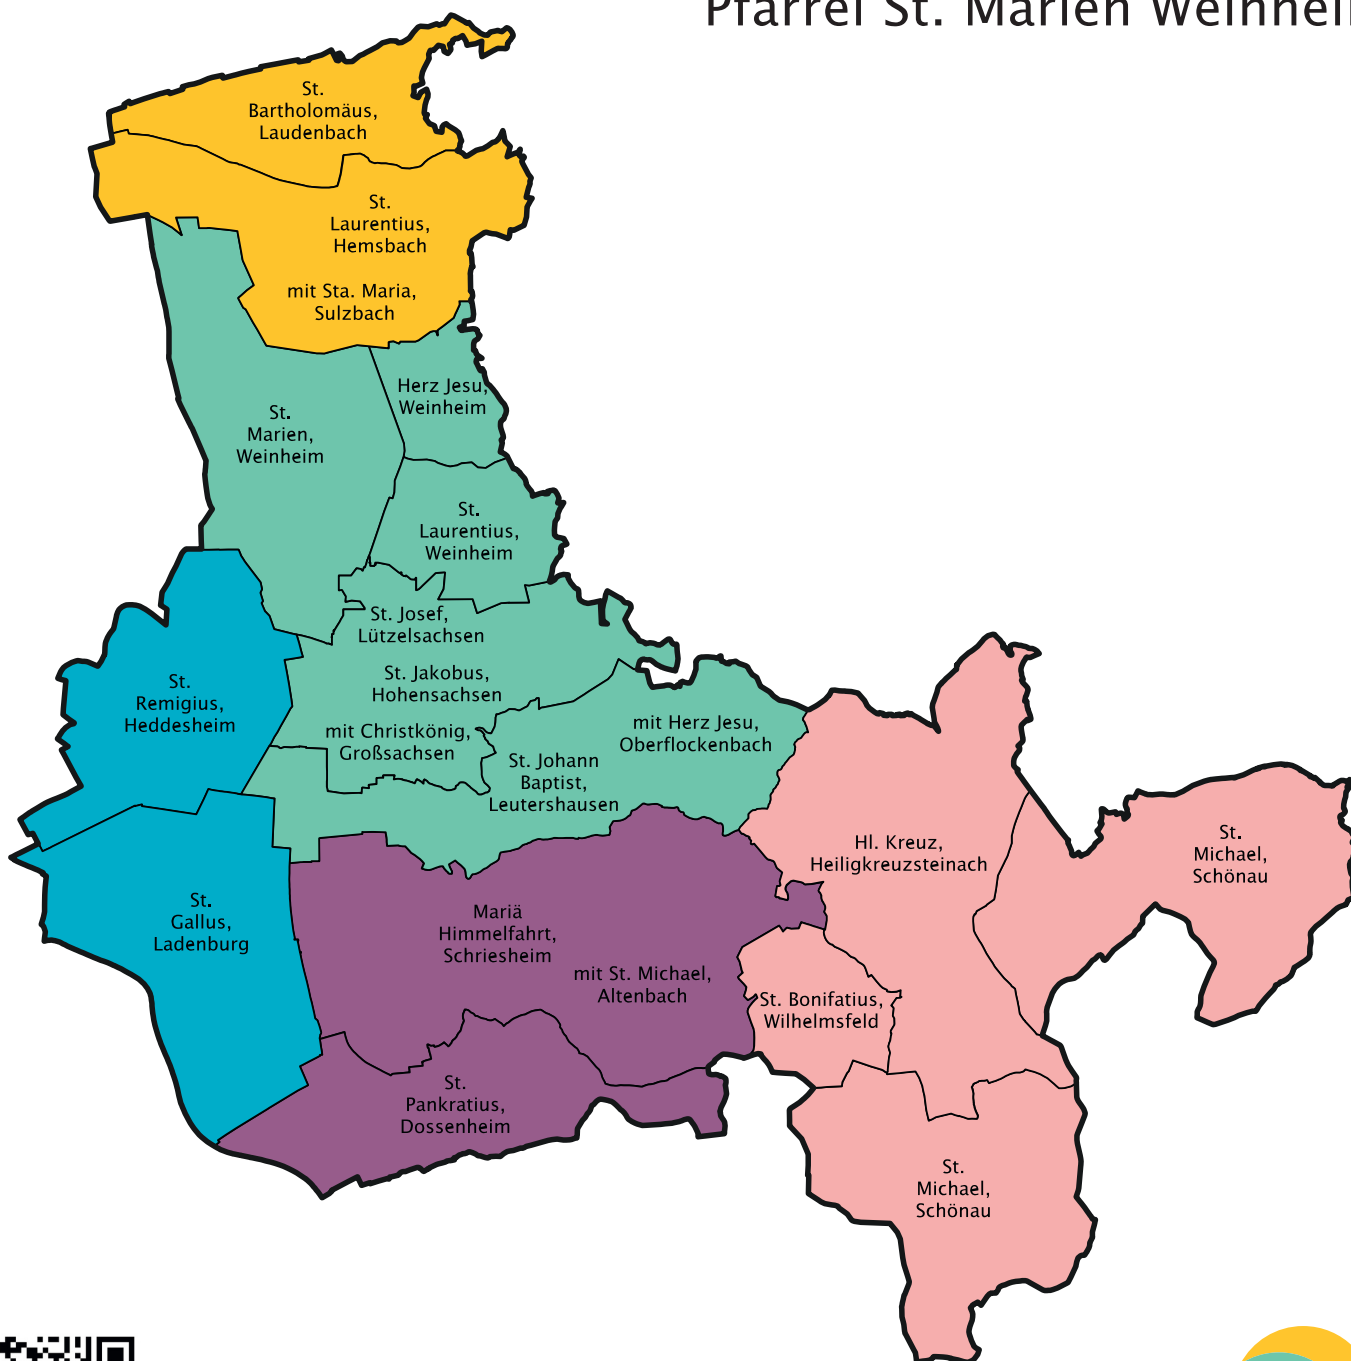 Pfarrei St. Marien
St.
Bartholomäus,
Laudenbach
St.
Laurentius,
Hemsbach
mit Sta. Maria,
Sulzbach
Herz Jesu,
Weinheim
St.
Marien,
Weinheim
St.
Laurentius,
Weinheim
St. Josef,
Lützelsachsen
St. Jakobus,
Hohensachsen
mit Christkönig,
Großsachsen
mit Herz Jesu,
Oberflockenbach
St. Johann
Baptist,
Leutershausen
St.
Remigius,
Heddesheim
St.
Gallus,
Ladenburg
Hl. Kreuz,
Heiligkreuzsteinach
St.
Michael,
Schönau
Mariä
Himmelfahrt,
Schriesheim
mit St. Michael,
Altenbach
St. Bonifatius,
Wilhelmsfeld
St.
Pankratius,
Dossenheim
St.
Michael,
Schönau